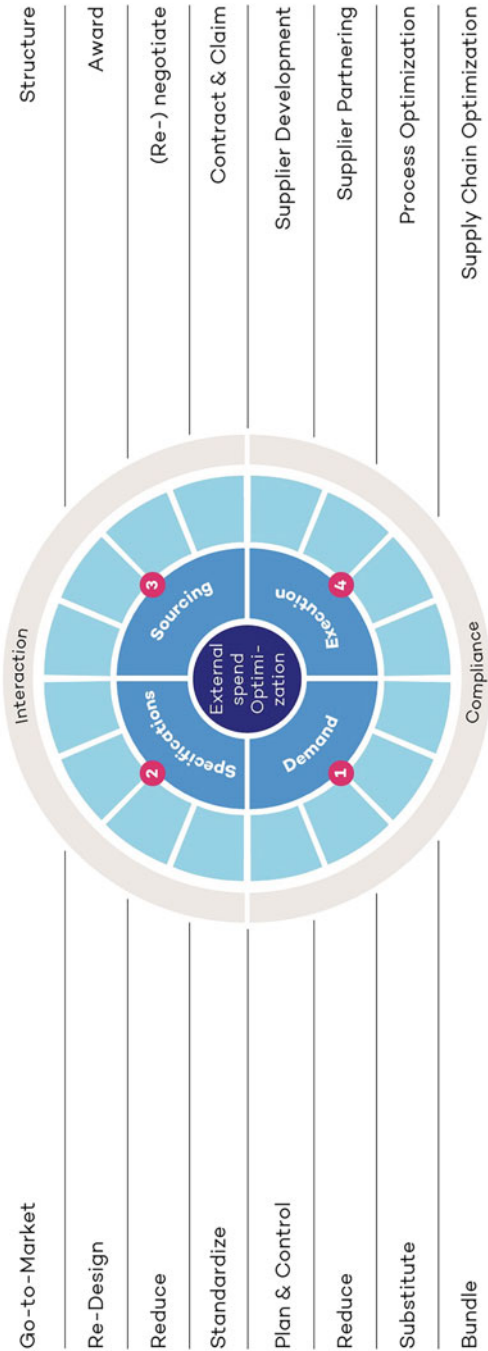 Go-to-Market
Re-Design
Reduce
Standardize
Plan & Control
Reduce
Substitute
Bundle
Interaction
Specifications
2
Sourcing
3
External
spend
Optimi-
zation
Demand
1
Execution
4
Compliance
Structure
Award
(Re-) negotiate
Contract & Claim
Supplier Development
Supplier Partnering
Process Optimization
Supply Chain Optimization